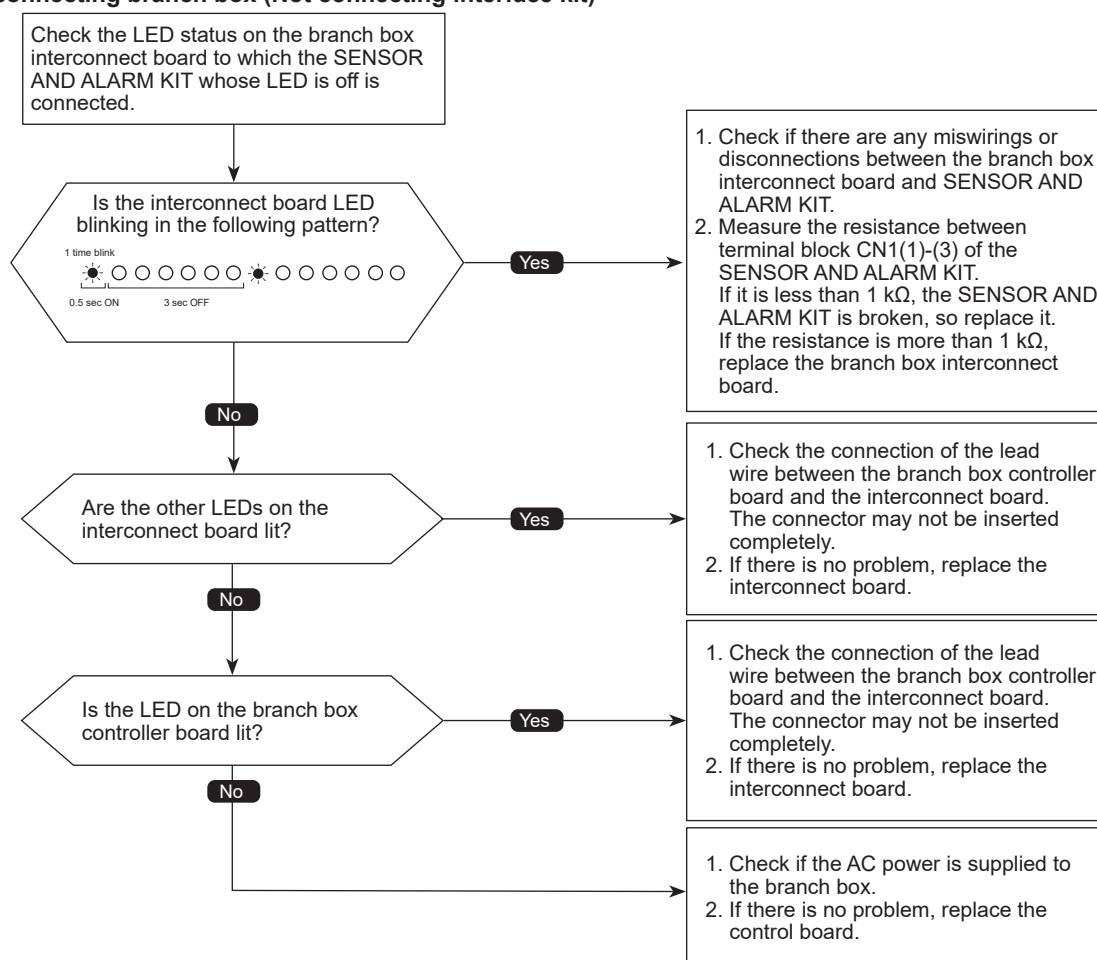 connecting branch box (Not connecting interface kit)
Check the LED status on the branch box
interconnect board to which the SENSOR
AND ALARM KIT whose LED is off is
connected.
Is the interconnect board LED
blinking in the following pattern?
1 time blink
0.5 sec ON
3 sec OFF
Yes
1. Check if there are any miswirings or
disconnections between the branch box
interconnect board and SENSOR AND
ALARM KIT.
2. Measure the resistance between
terminal block CN1(1)-(3) of the
SENSOR AND ALARM KIT.
If it is less than 1 kΩ, the SENSOR AND
ALARM KIT is broken, so replace it.
If the resistance is more than 1 kΩ,
replace the branch box interconnect
board.
No
Are the other LEDs on the
interconnect board lit?
Yes
1. Check the connection of the lead
wire between the branch box controller
board and the interconnect board.
The connector may not be inserted
completely.
2. If there is no problem, replace the
interconnect board.
No
Is the LED on the branch box
controller board lit?
Yes
1. Check the connection of the lead
wire between the branch box controller
board and the interconnect board.
The connector may not be inserted
completely.
2. If there is no problem, replace the
interconnect board.
No
1. Check if the AC power is supplied to
the branch box.
2. If there is no problem, replace the
control board.